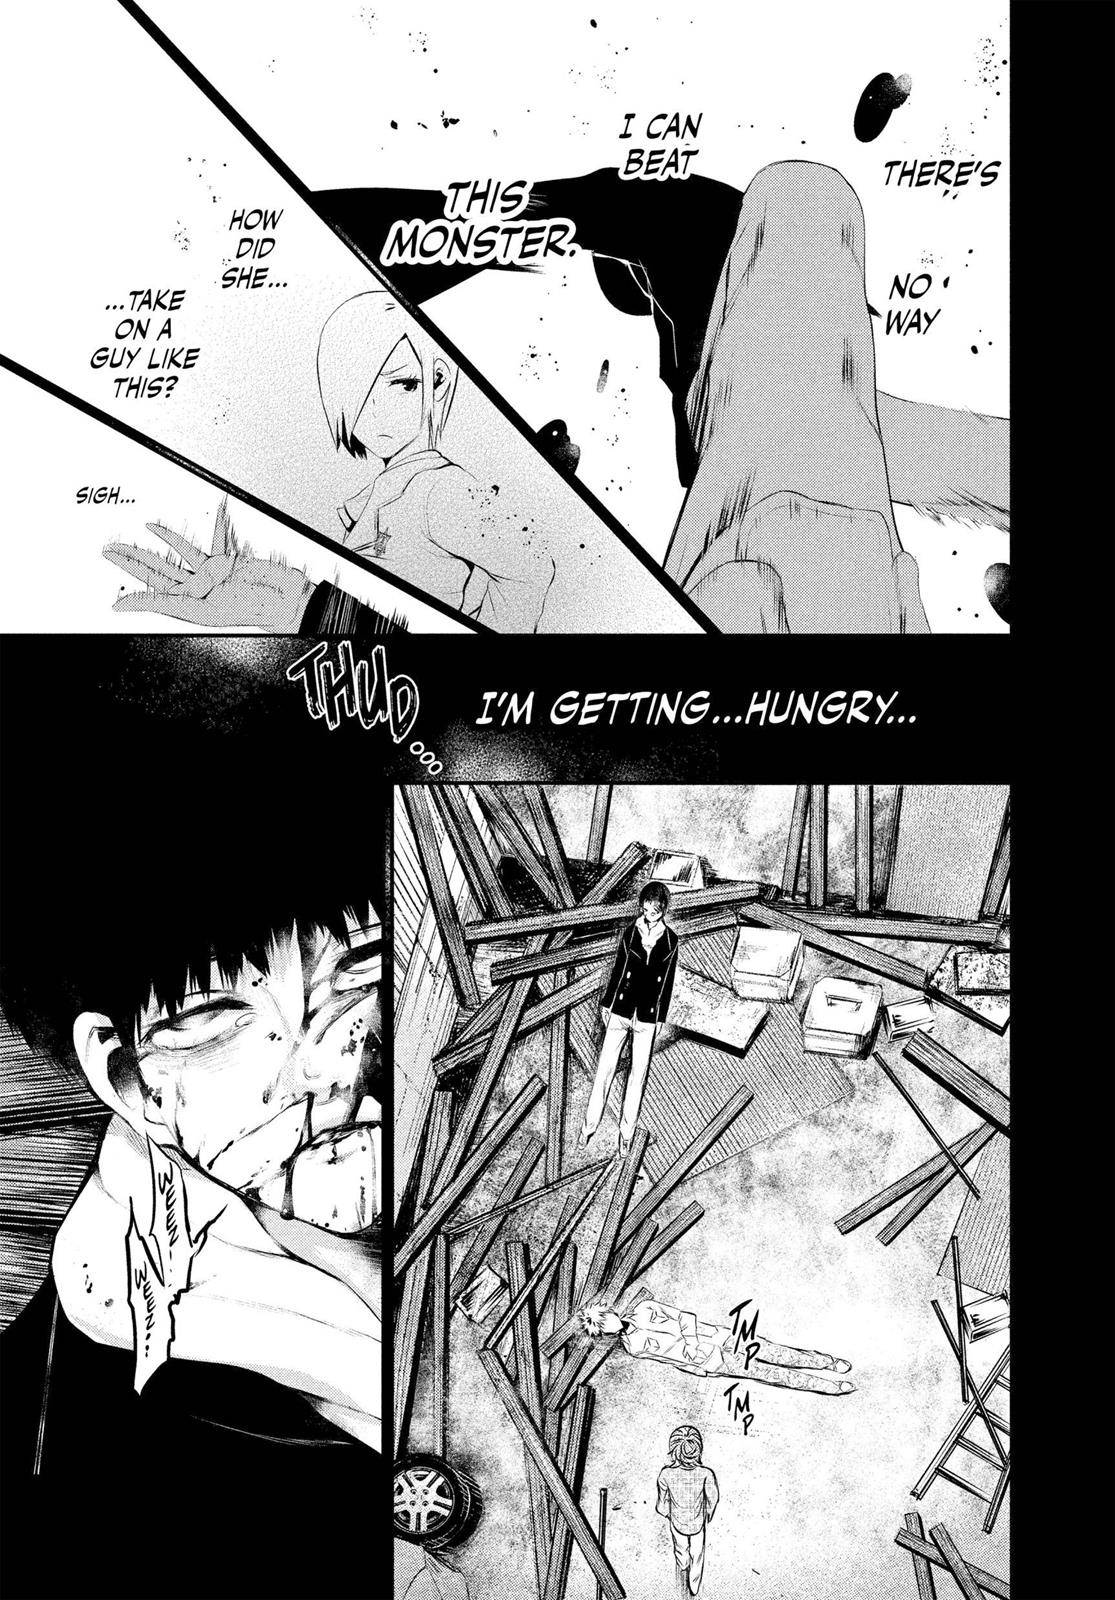 THERE'S
NO
WAY
I CAN
BEAT
THIS
MONSTER.
HOW
DID
SHE...
...TAKE
ON A
GUY LIKE
THIS?
SIGH...
THUD...
I'M GETTING...HUNGRY...
WEEZ...
WEEZ...
TMP
TMP